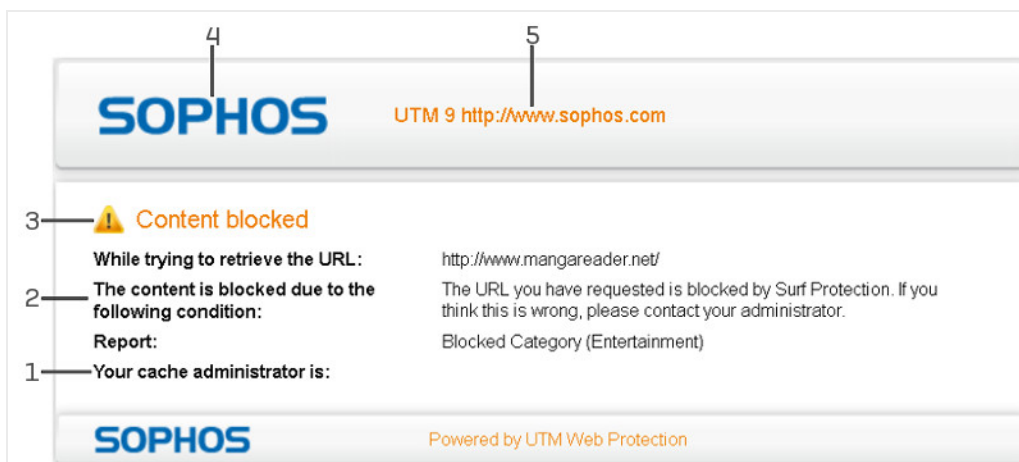 4 5
SOPHOS UTM 9 http://www.sophos.com
3 Content blocked
While trying to retrieve the URL: http://www.mangareader.net/
2 The content is blocked due to the following condition: The URL you have requested is blocked by Surf Protection. If you think this is wrong, please contact your administrator.
Report: Blocked Category (Entertainment)
1 Your cache administrator is:
SOPHOS Powered by UTM Web Protection